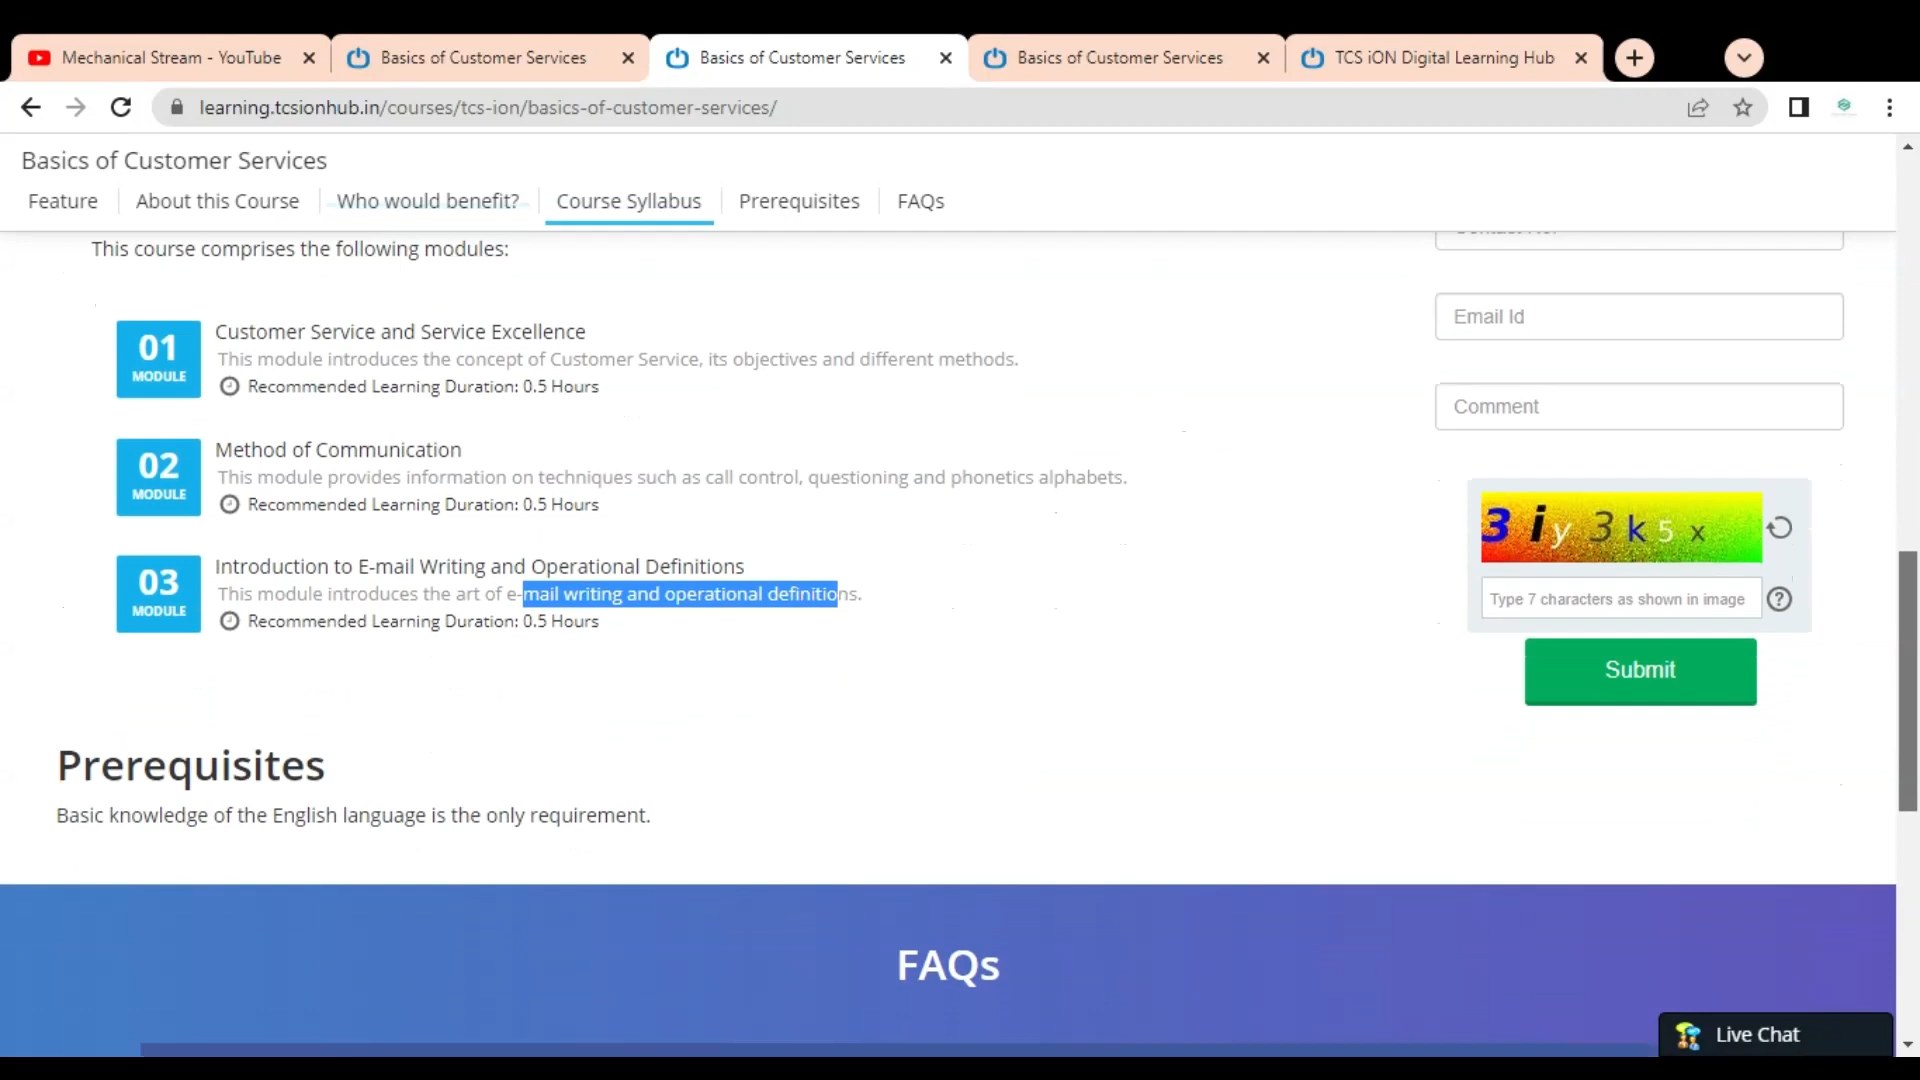 Mechanical Stream - YouTube
Basics of Customer Services
Basics of Customer Services
Basics of Customer Services
TCS iON Digital Learning Hub
learning.tcsionhub.in/courses/tcs-ion/basics-of-customer-services/
Basics of Customer Services
Feature
About this Course
Who would benefit?
Course Syllabus
Prerequisites
FAQs
This course comprises the following modules:
01
MODULE
Customer Service and Service Excellence
This module introduces the concept of Customer Service, its objectives and different methods.
Recommended Learning Duration: 0.5 Hours
02
MODULE
Method of Communication
This module provides information on techniques such as call control, questioning and phonetics alphabets.
Recommended Learning Duration: 0.5 Hours
03
MODULE
Introduction to E-mail Writing and Operational Definitions
This module introduces the art of e-mail writing and operational definitions.
Recommended Learning Duration: 0.5 Hours
Email Id
Comment
3 i y 3 k 5 x
Type 7 characters as shown in image
Submit
Prerequisites
Basic knowledge of the English language is the only requirement.
FAQs
Live Chat